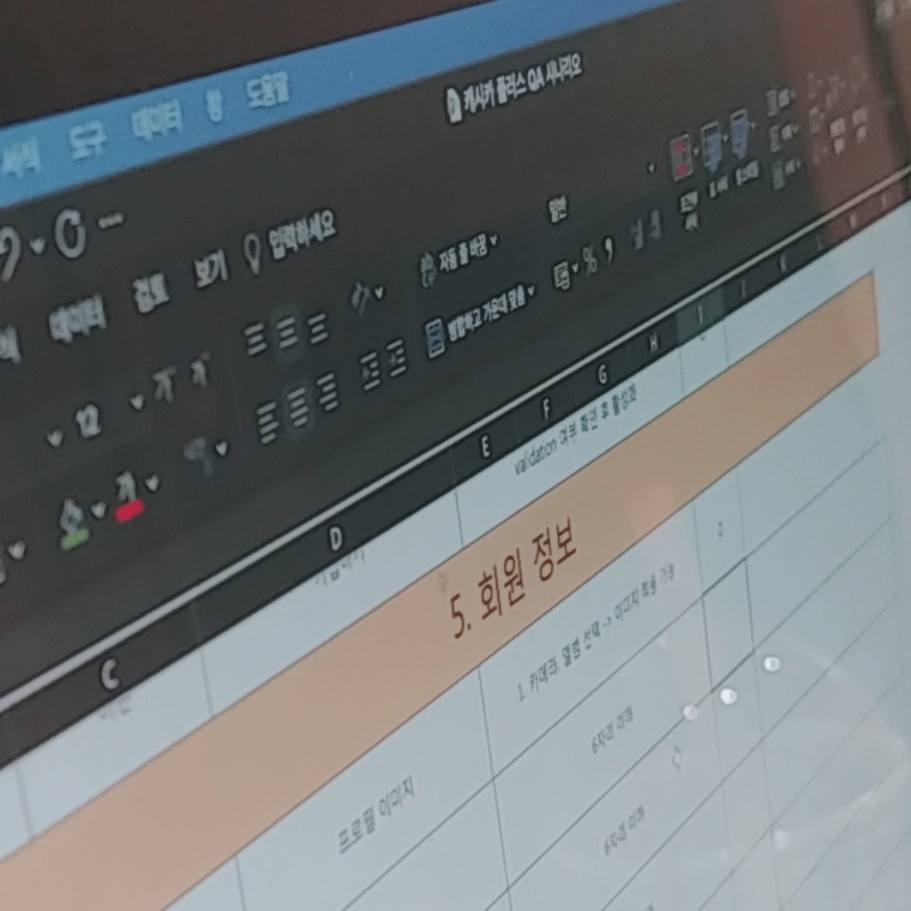 서식 도구 데이터 창 도움말
캐시카 플러스 QA 시나리오
데이터 검토 보기 입력하세요
자동 줄 바꿈
일반
12
병합하고 가운데 맞춤
% ,
C D E F G H I J K L
validation 여부 확인 후 활성화
5. 회원 정보
1. 카메라, 앨범 선택 -> 이미지 적용 가능
프로필 이미지
6자리 이하
6자리 이하